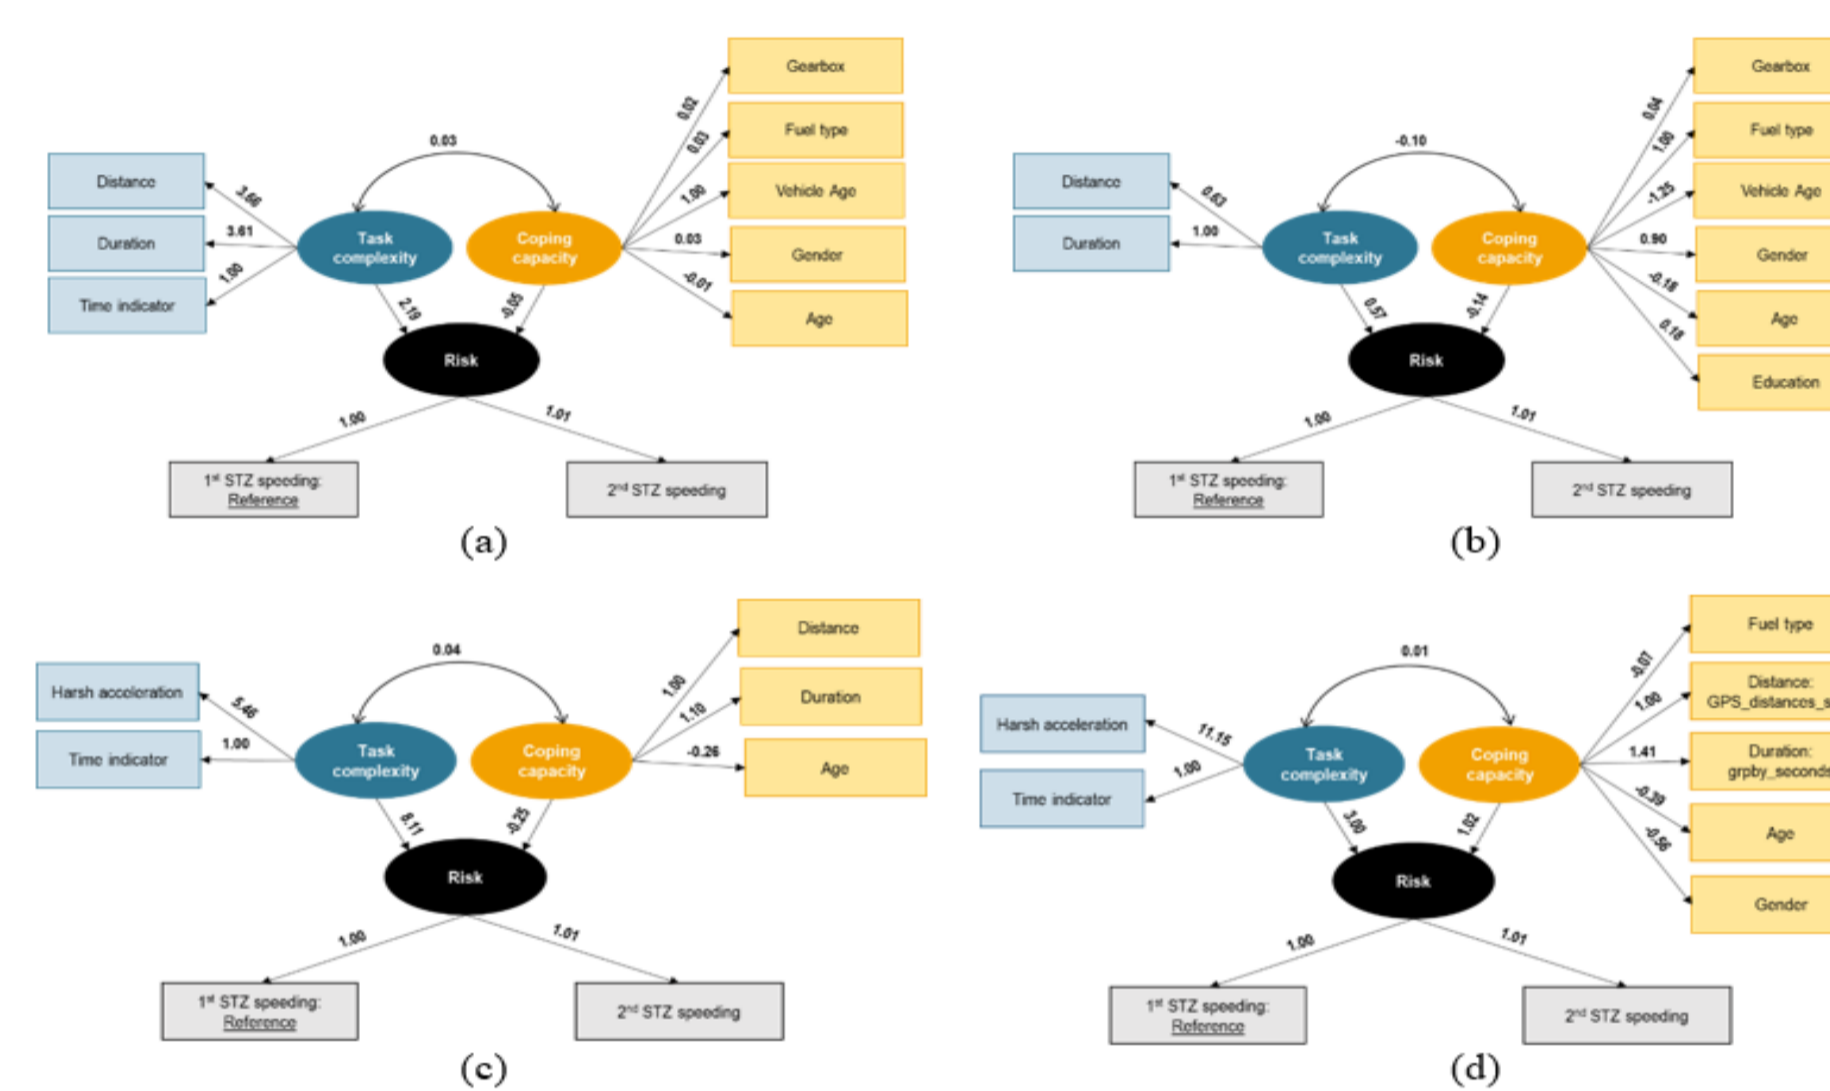 Gearbox
0.02
Fuel type
0.03
0.03
Distance
3.66
Vehicle Age
1.00
Duration
3.61
Task
complexity
Coping
capacity
0.03
Gender
-0.01
Time indicator
1.00
2.19
-0.05
Age
Risk
1.00
1.01
1st STZ speeding:
Reference
2nd STZ speeding
(a)
Gearbox
0.04
Fuel type
-0.10
1.00
Distance
0.63
Vehicle Age
-1.25
Duration
1.00
Task
complexity
Coping
capacity
0.90
Gender
-0.18
0.57
-0.14
Age
0.18
Risk
Education
1.00
1.01
1st STZ speeding:
Reference
2nd STZ speeding
(b)
Distance
0.04
1.00
Harsh acceleration
5.46
Duration
1.10
Time indicator
1.00
Task
complexity
Coping
capacity
-0.26
Age
8.11
-0.25
Risk
1.00
1.01
1st STZ speeding:
Reference
2nd STZ speeding
(c)
Fuel type
0.01
-0.07
Distance:
GPS_distances_s
1.00
Harsh acceleration
11.15
Task
complexity
Coping
capacity
1.41
Duration:
grpby_seconds
Time indicator
1.00
-0.39
3.00
1.02
Age
-0.56
Risk
Gender
1.00
1.01
1st STZ speeding:
Reference
2nd STZ speeding
(d)